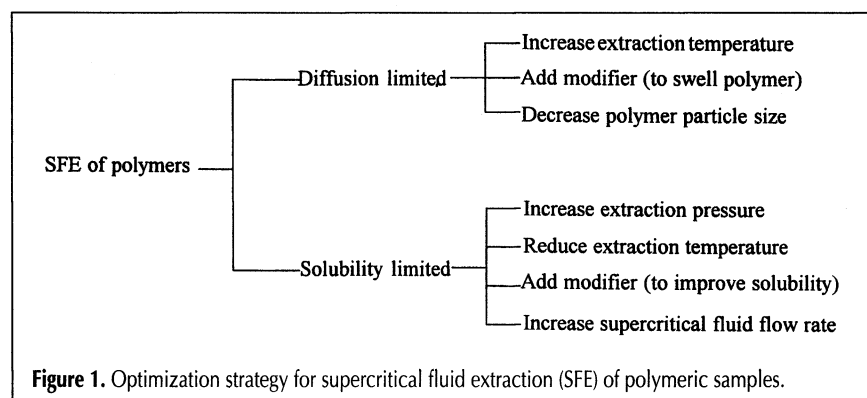 Increase extraction temperature
Diffusion limited
Add modifier (to swell polymer)
Decrease polymer particle size
SFE of polymers
Increase extraction pressure
Reduce extraction temperature
Solubility limited
Add modifier (to improve solubility)
Increase supercritical fluid flow rate
Figure 1. Optimization strategy for supercritical fluid extraction (SFE) of polymeric samples.